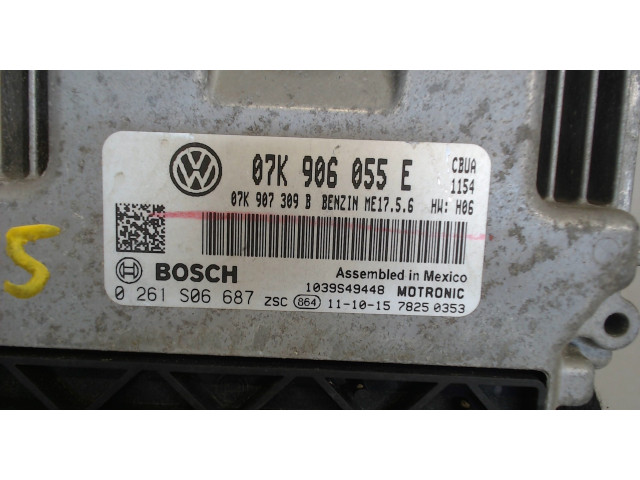 07K 906 055 E CBUA
1154
07K 907 309 B BENZIN ME17.5.6 HW: H06
BOSCH Assembled in Mexico
1039S49448 MOTRONIC
0 261 S06 687 ZSC 864 11-10-15 7825 0353
5